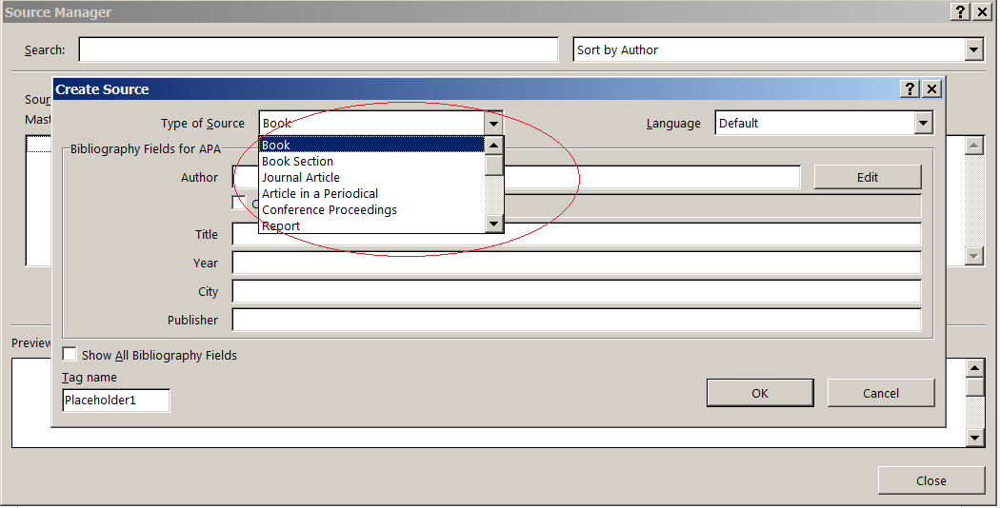 Source Manager
Search:
Sort by Author
Sour
Mast
Create Source
Type of Source
Book
Language
Default
Bibliography Fields for APA
Book
Book Section
Journal Article
Article in a Periodical
Conference Proceedings
Report
Author
Edit
Title
Year
City
Publisher
Show All Bibliography Fields
Tag name
Placeholder1
OK
Cancel
Preview
Close